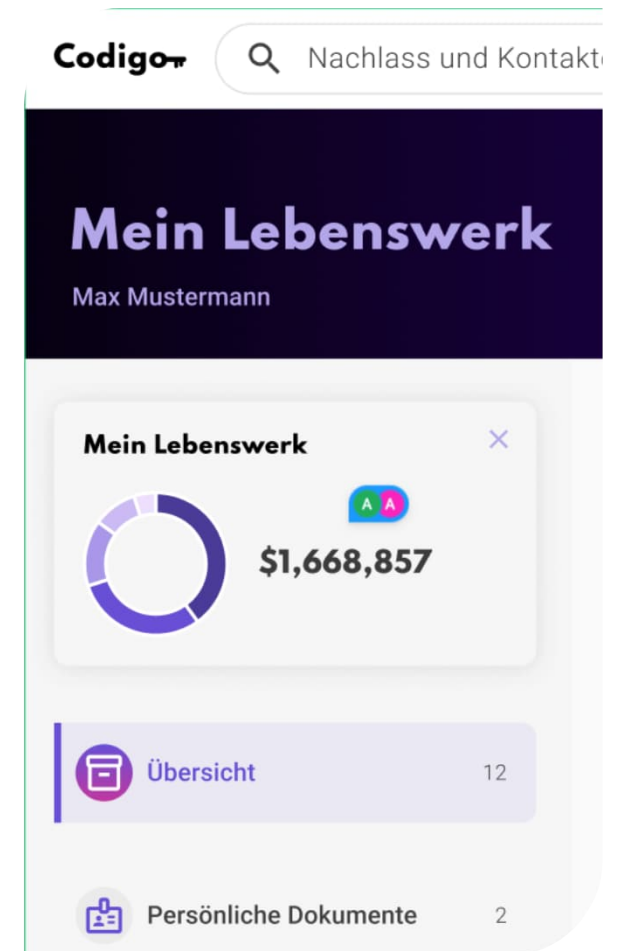 Codigo
Nachlass und Kontakt
Mein Lebenswerk
Max Mustermann
Mein Lebenswerk
A A
$1,668,857
Übersicht 12
Persönliche Dokumente 2